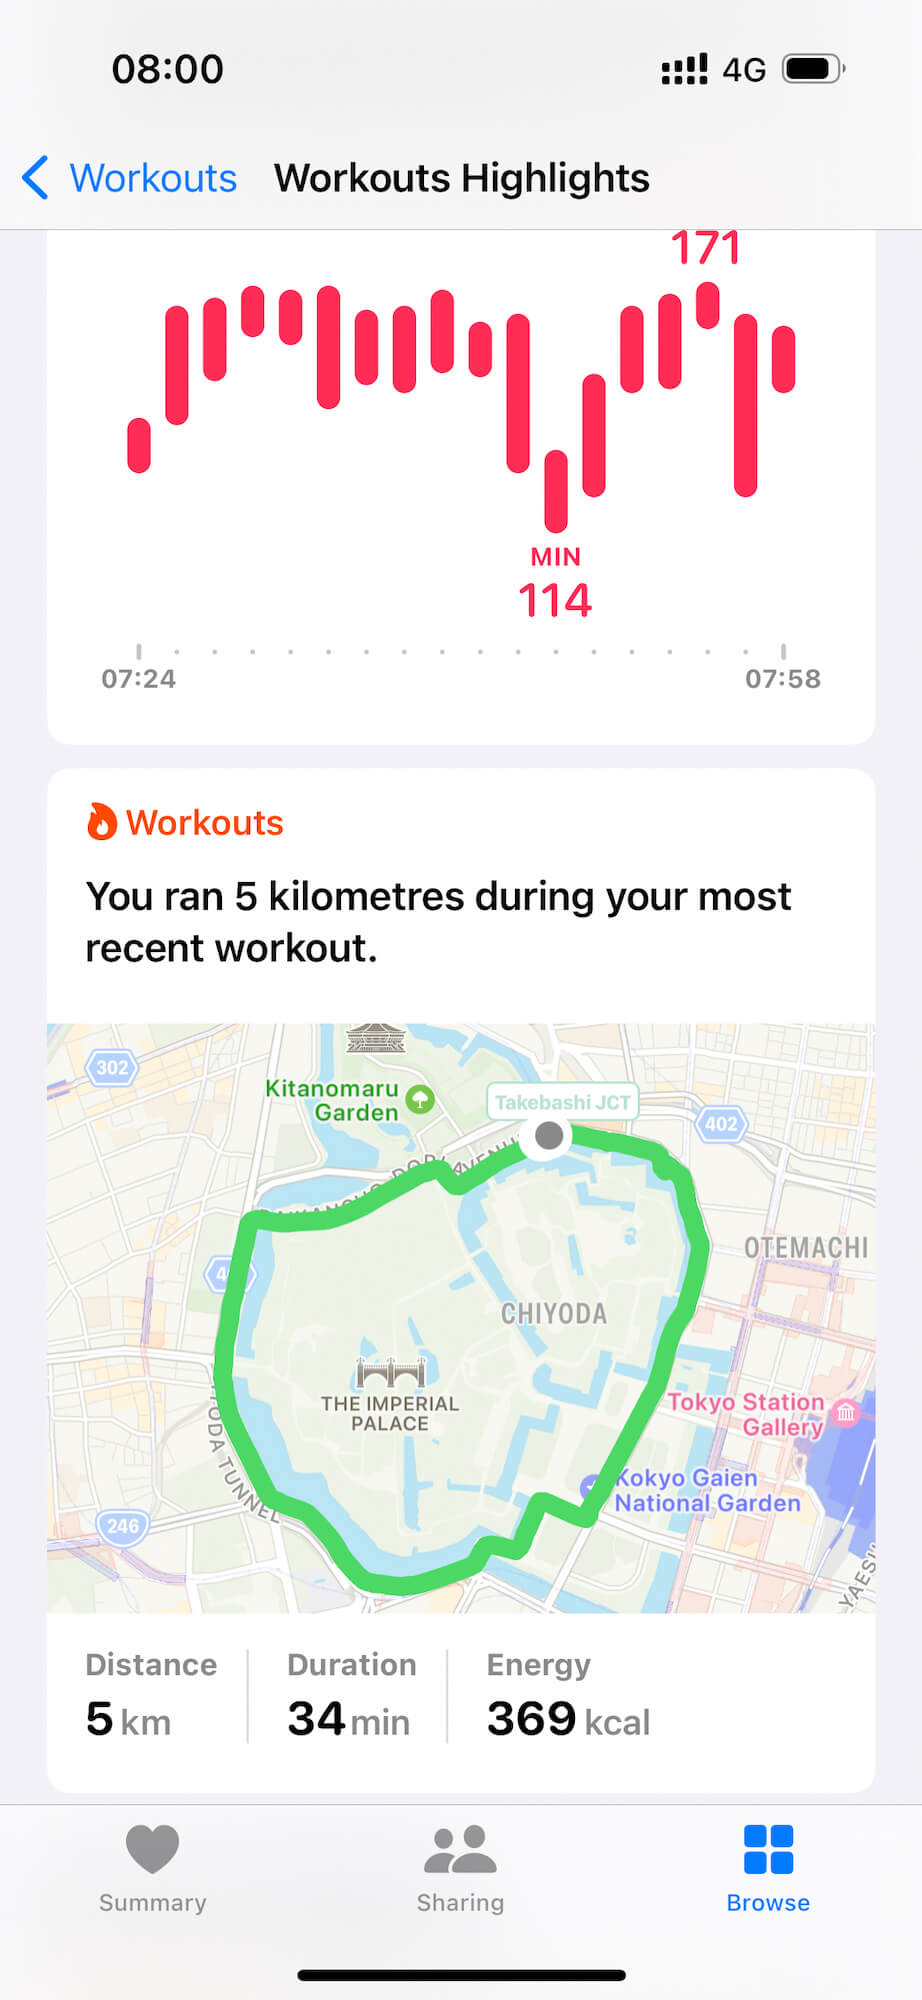 08:00
4G
Workouts
Workouts Highlights
171
MIN
114
07:24
07:58
Workouts
You ran 5 kilometres during your most
recent workout.
302
Kitanomaru
Garden
Takebashi JCT
402
OTEMACHI
CHIYODA
THE IMPERIAL
PALACE
Tokyo Station
Gallery
Kokyo Gaien
National Garden
TUNNEL
246
YAESU
Distance
5 km
Duration
34 min
Energy
369 kcal
Summary
Sharing
Browse